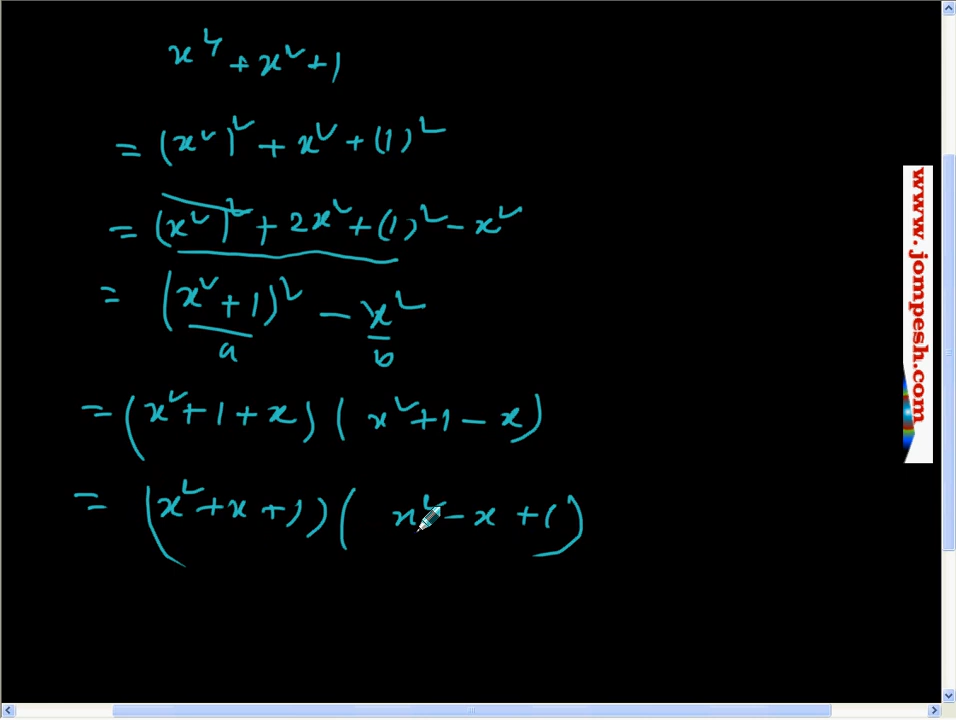 x⁴ + x² + 1
= (x²)² + x² + (1)²
= (x²)² + 2x² + (1)² - x²
= (x² + 1)² - x²
a b
= (x² + 1 + x) (x² + 1 - x)
= (x² + x + 1) (x² - x + 1)
www.jompesh.com